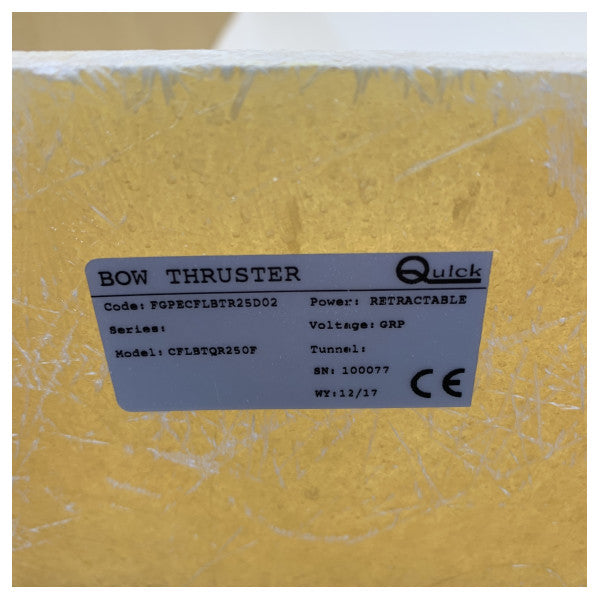 BOW THRUSTER
Quick
Code: FGPECFLBTR25D02
Power: RETRACTABLE
Series:
Voltage: GRP
Model: CFLBTQR250F
Tunnel:
SN: 100077
WY:12/17
CE